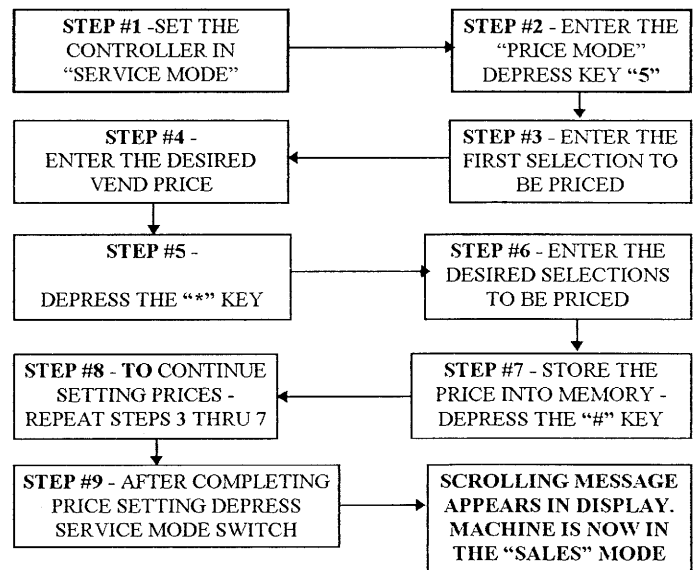 STEP #1 -SET THE
CONTROLLER IN
“SERVICE MODE”
STEP #2 - ENTER THE
“PRICE MODE”
DEPRESS KEY “5”
STEP #3 - ENTER THE
FIRST SELECTION TO
BE PRICED
STEP #4 -
ENTER THE DESIRED
VEND PRICE
STEP #5 -
DEPRESS THE “*” KEY
STEP #6 - ENTER THE
DESIRED SELECTIONS
TO BE PRICED
STEP #7 - STORE THE
PRICE INTO MEMORY -
DEPRESS THE “#” KEY
STEP #8 - TO CONTINUE
SETTING PRICES -
REPEAT STEPS 3 THRU 7
STEP #9 - AFTER COMPLETING
PRICE SETTING DEPRESS
SERVICE MODE SWITCH
SCROLLING MESSAGE
APPEARS IN DISPLAY.
MACHINE IS NOW IN
THE “SALES” MODE